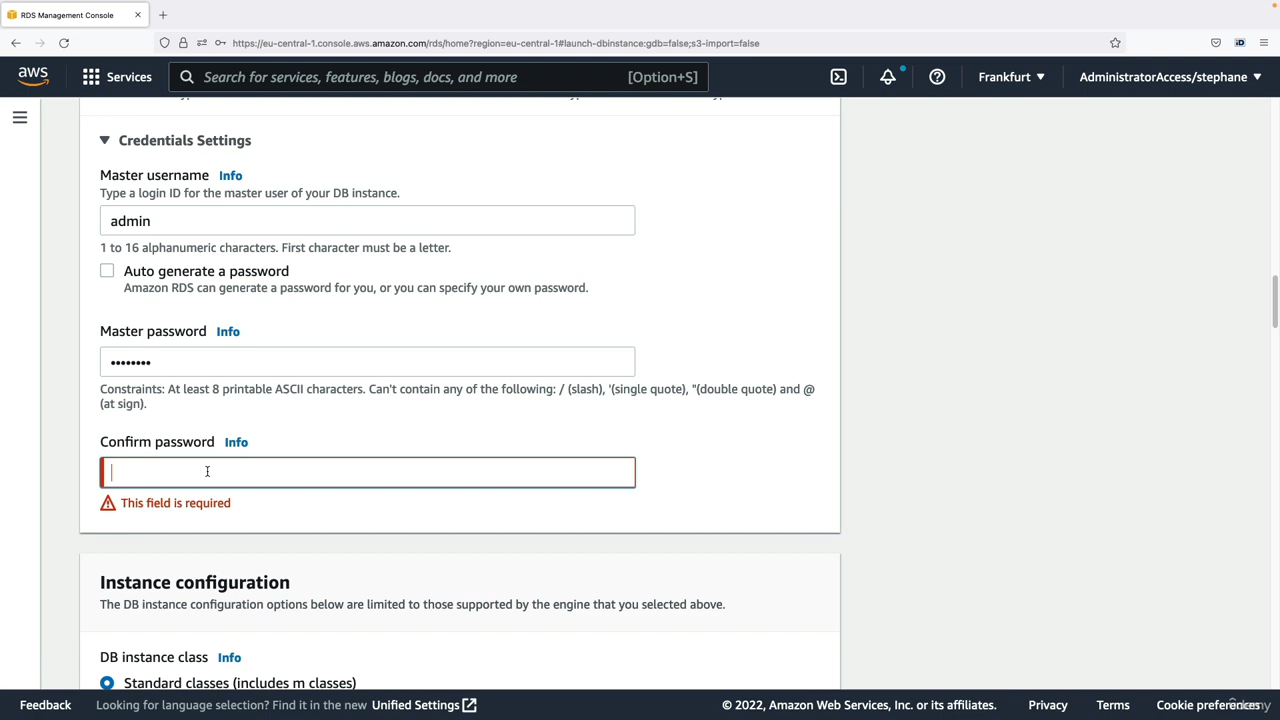 RDS Management Console
https://eu-central-1.console.aws.amazon.com/rds/home?region=eu-central-1#launch-dbinstance:gdb=false;s3-import=false
aws
Services
Search for services, features, blogs, docs, and more
[Option+S]
Frankfurt
AdministratorAccess/stephane
Credentials Settings
Master username Info
Type a login ID for the master user of your DB instance.
admin
1 to 16 alphanumeric characters. First character must be a letter.
Auto generate a password
Amazon RDS can generate a password for you, or you can specify your own password.
Master password Info
••••••••
Constraints: At least 8 printable ASCII characters. Can't contain any of the following: / (slash), '(single quote), "(double quote) and @
(at sign).
Confirm password Info
This field is required
Instance configuration
The DB instance configuration options below are limited to those supported by the engine that you selected above.
DB instance class Info
Standard classes (includes m classes)
Feedback
Looking for language selection? Find it in the new Unified Settings
© 2022, Amazon Web Services, Inc. or its affiliates.
Privacy
Terms
Cookie preferences